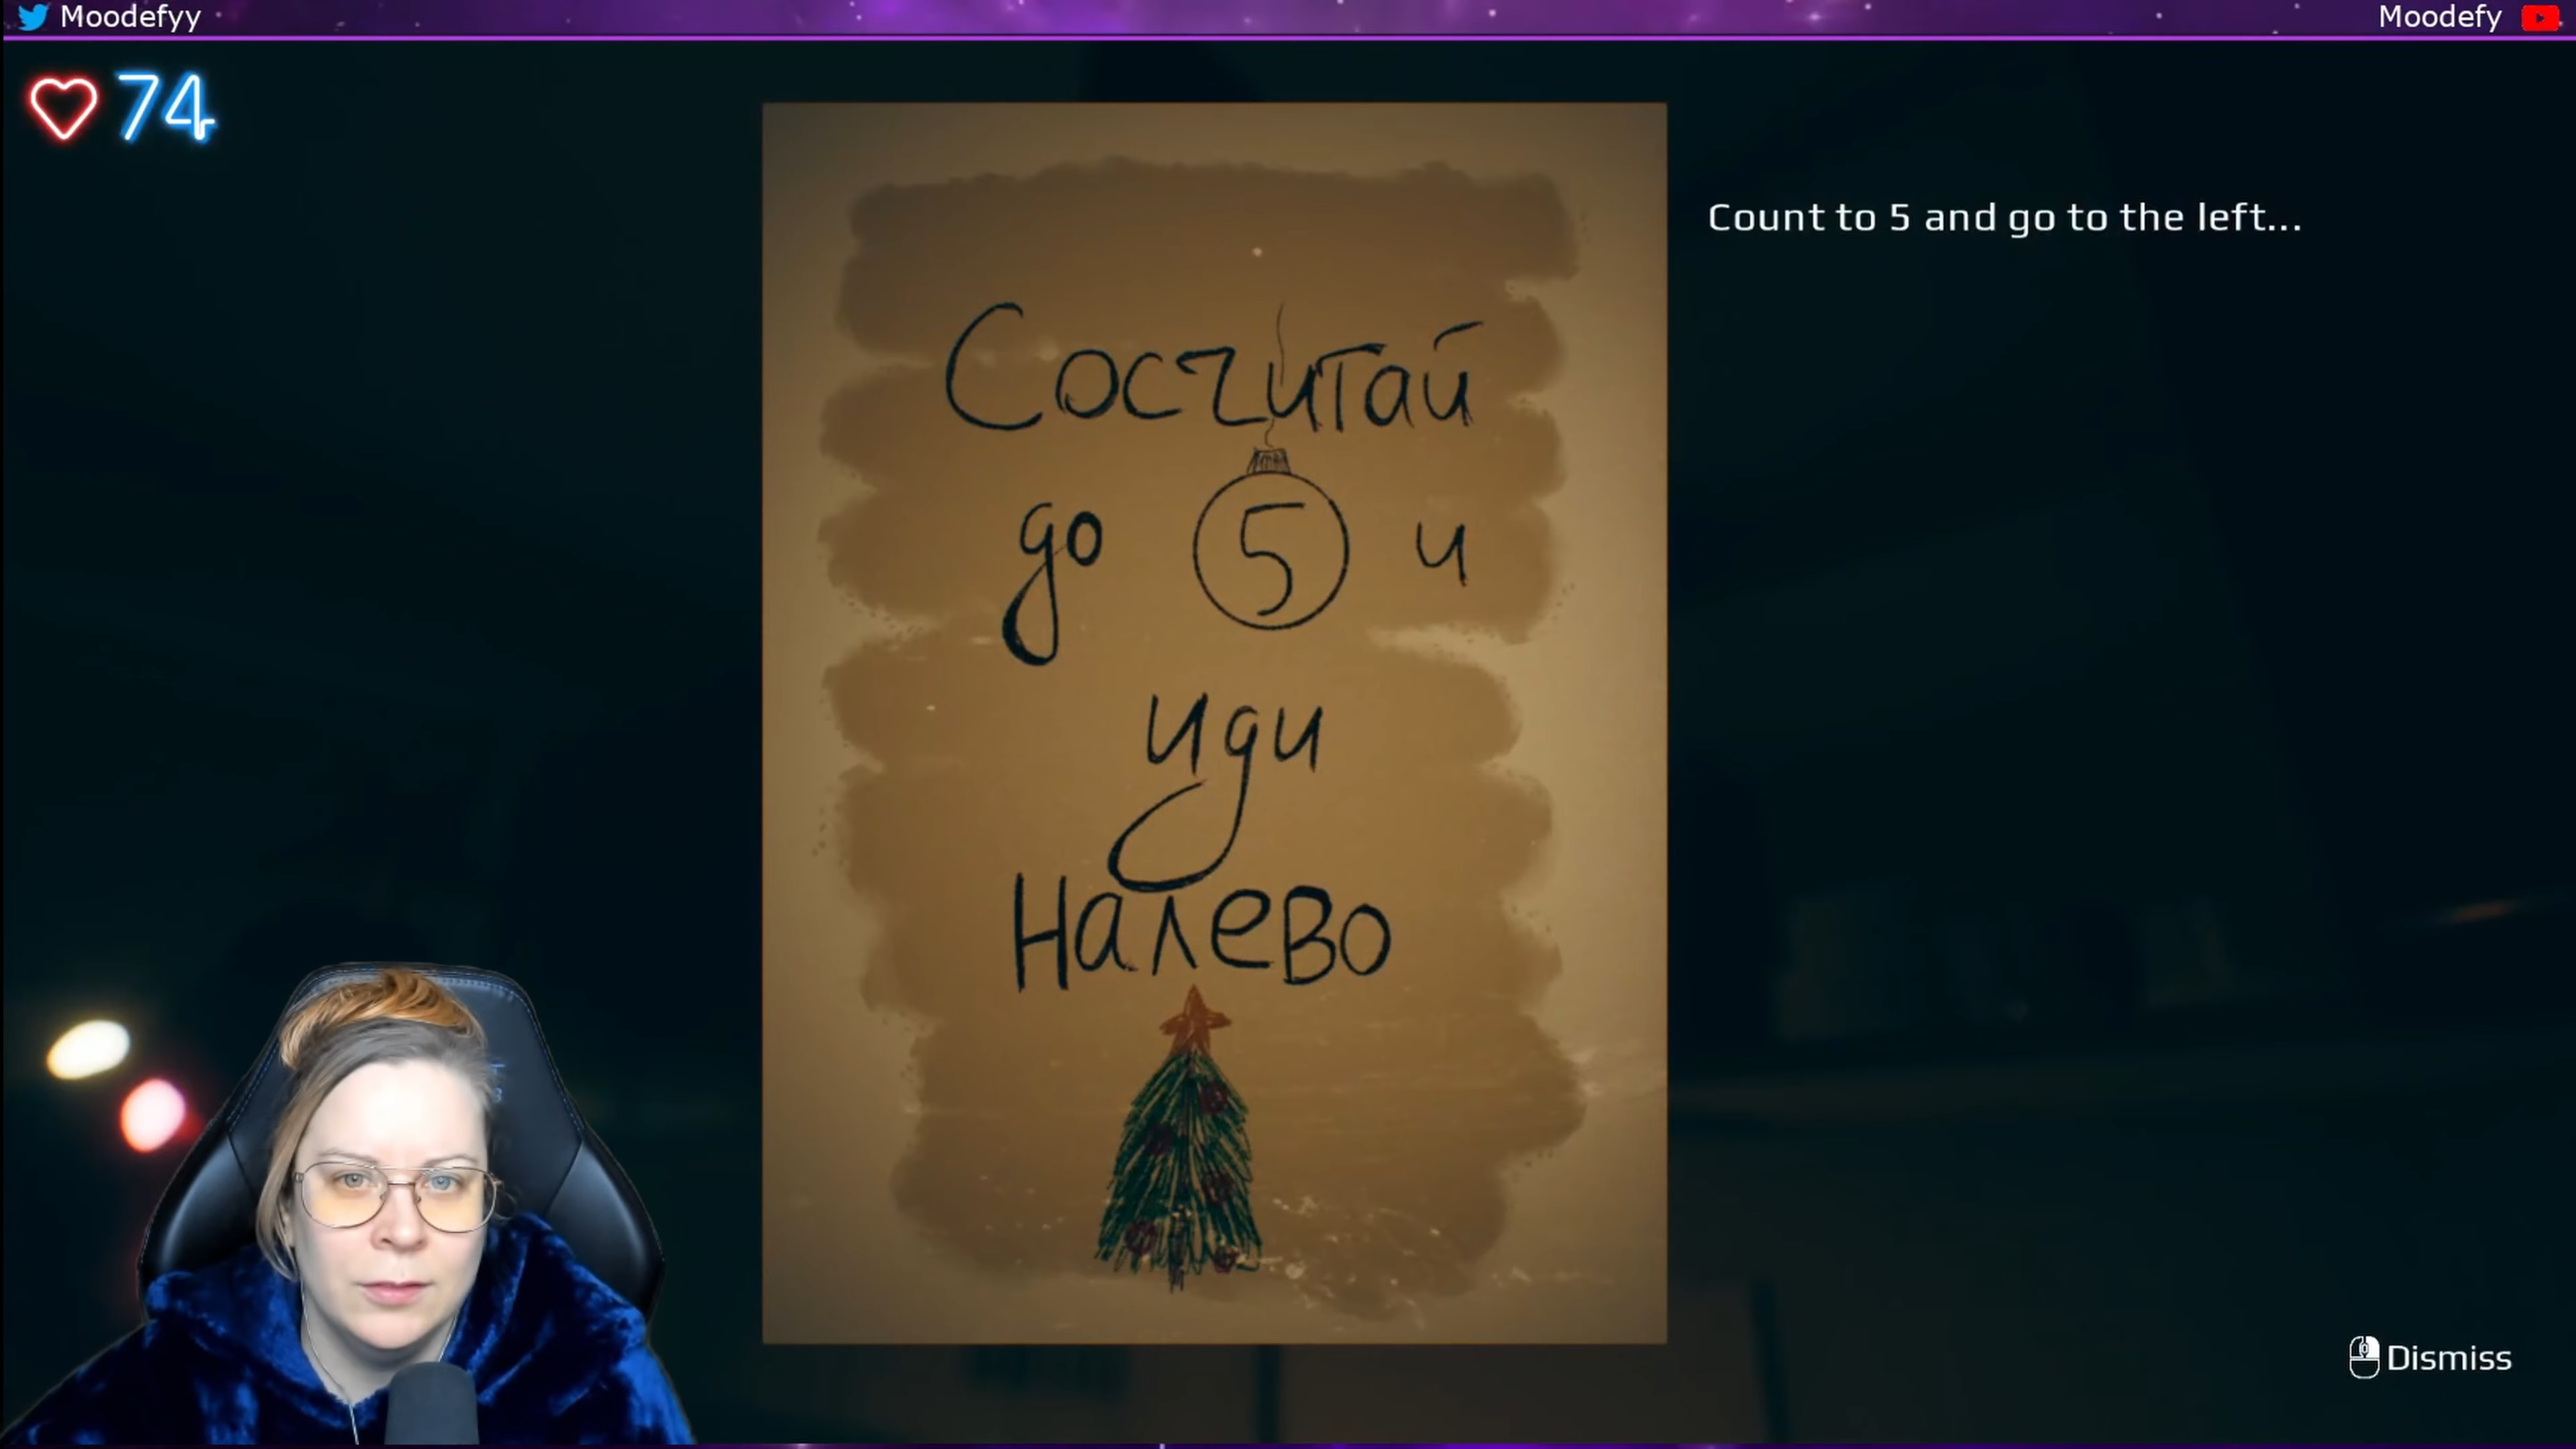 Moodefyy
Moodefy
74
Count to 5 and go to the left...
Сосчитай
до 5 и
иди
Налево
Dismiss